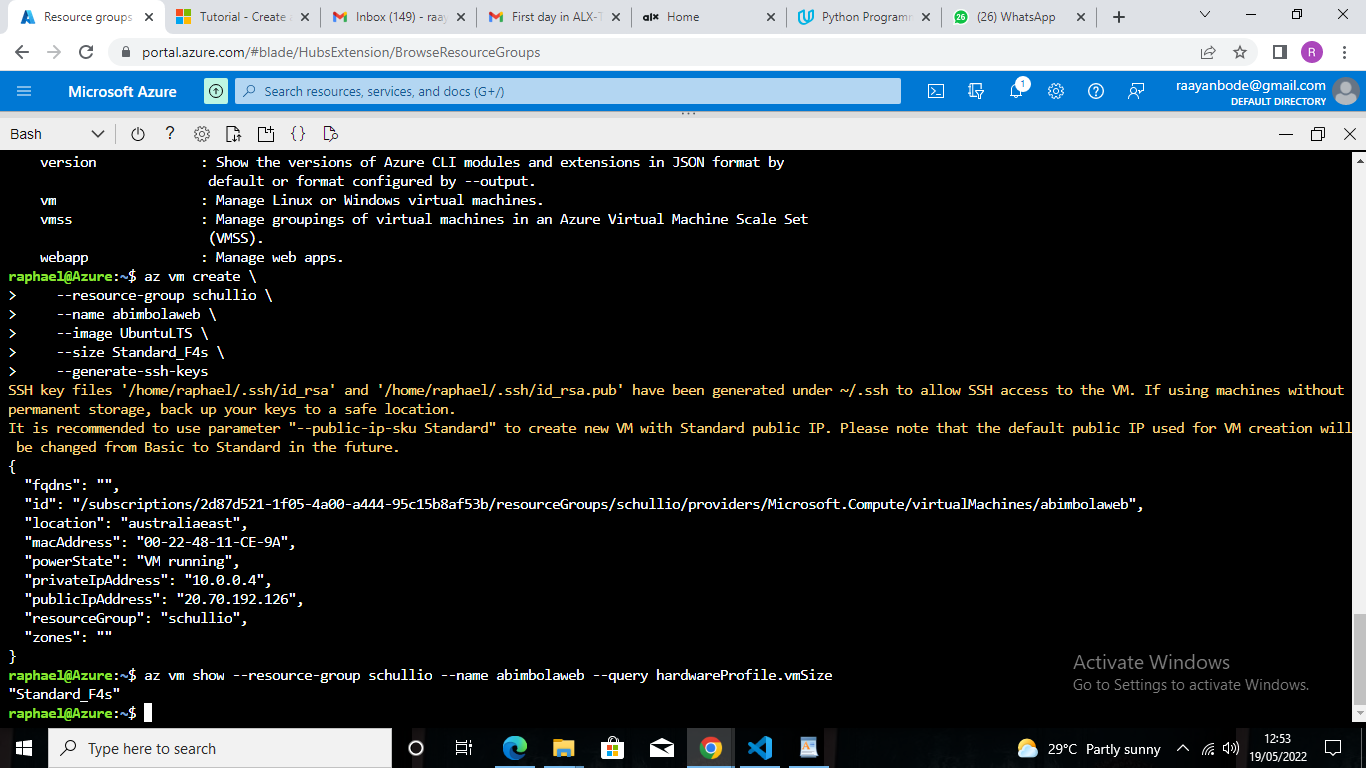 Resource groups
Tutorial - Create
Inbox (149) - raay
First day in ALX-T
alx Home
Python Programm
(26) WhatsApp
portal.azure.com/#blade/HubsExtension/BrowseResourceGroups
R
Microsoft Azure
Search resources, services, and docs (G+/)
1
raayanbode@gmail.com
DEFAULT DIRECTORY
Bash
version : Show the versions of Azure CLI modules and extensions in JSON format by
default or format configured by --output.
vm : Manage Linux or Windows virtual machines.
vmss : Manage groupings of virtual machines in an Azure Virtual Machine Scale Set
(VMSS).
webapp : Manage web apps.
raphael@Azure:~$ az vm create \
> --resource-group schullio \
> --name abimbolaweb \
> --image UbuntuLTS \
> --size Standard_F4s \
> --generate-ssh-keys
SSH key files '/home/raphael/.ssh/id_rsa' and '/home/raphael/.ssh/id_rsa.pub' have been generated under ~/.ssh to allow SSH access to the VM. If using machines without
permanent storage, back up your keys to a safe location.
It is recommended to use parameter "--public-ip-sku Standard" to create new VM with Standard public IP. Please note that the default public IP used for VM creation will
be changed from Basic to Standard in the future.
{
"fqdns": "",
"id": "/subscriptions/2d87d521-1f05-4a00-a444-95c15b8af53b/resourceGroups/schullio/providers/Microsoft.Compute/virtualMachines/abimbolaweb",
"location": "australiaeast",
"macAddress": "00-22-48-11-CE-9A",
"powerState": "VM running",
"privateIpAddress": "10.0.0.4",
"publicIpAddress": "20.70.192.126",
"resourceGroup": "schullio",
"zones": ""
}
raphael@Azure:~$ az vm show --resource-group schullio --name abimbolaweb --query hardwareProfile.vmSize
"Standard_F4s"
raphael@Azure:~$
Activate Windows
Go to Settings to activate Windows.
Type here to search
29°C Partly sunny
12:53
19/05/2022